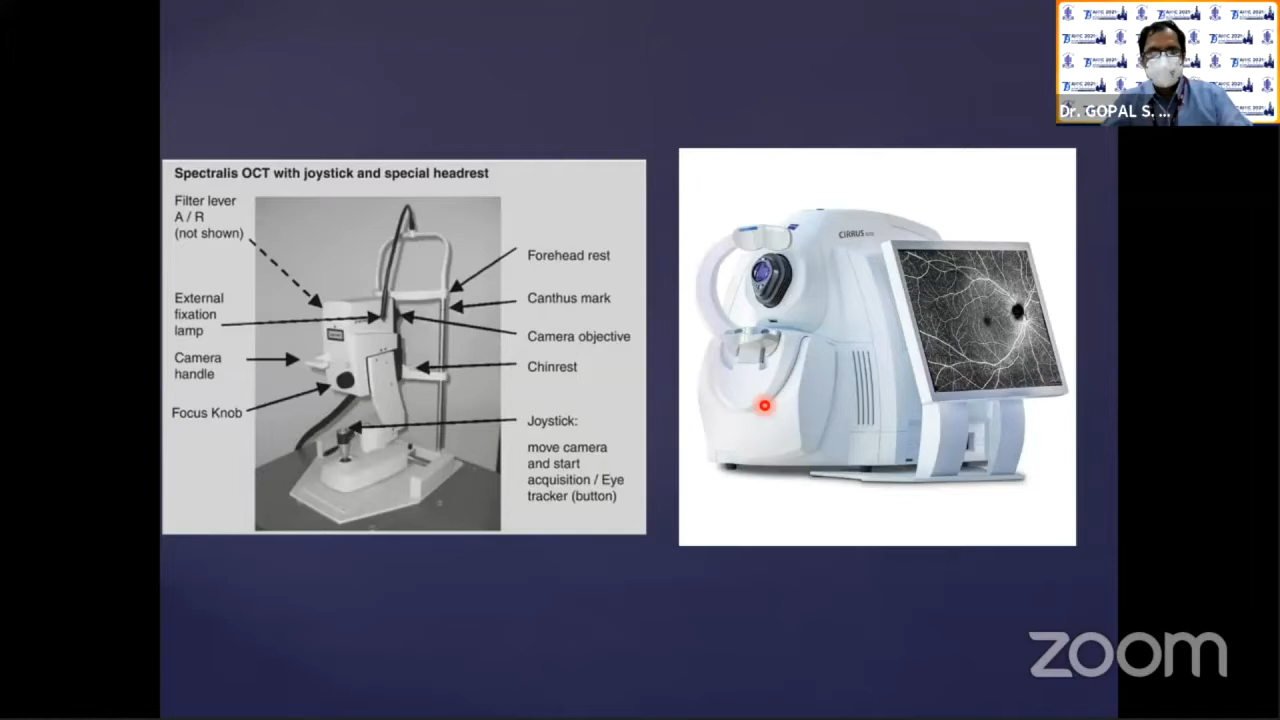 Dr. GOPAL S. ...
Spectralis OCT with joystick and special headrest
Filter lever
A / R
(not shown)
External
fixation
lamp
Camera
handle
Focus Knob
Forehead rest
Canthus mark
Camera objective
Chinrest
Joystick:
move camera
and start
acquisition / Eye
tracker (button)
CIRRUS
zoom